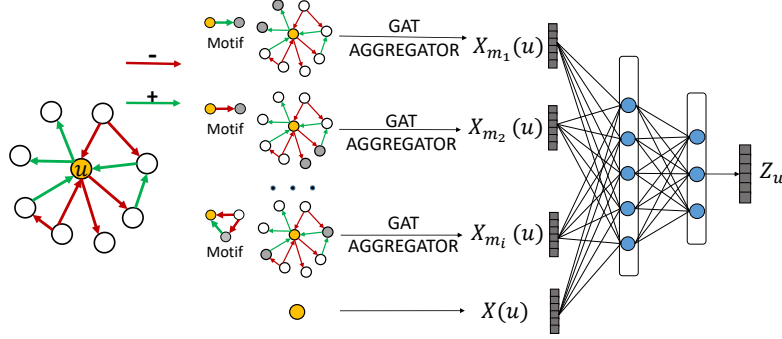 -
+
u
Motif
GAT
AGGREGATOR
X_{m_1}(u)
Motif
GAT
AGGREGATOR
X_{m_2}(u)
Motif
GAT
AGGREGATOR
X_{m_i}(u)
X(u)
Z_u